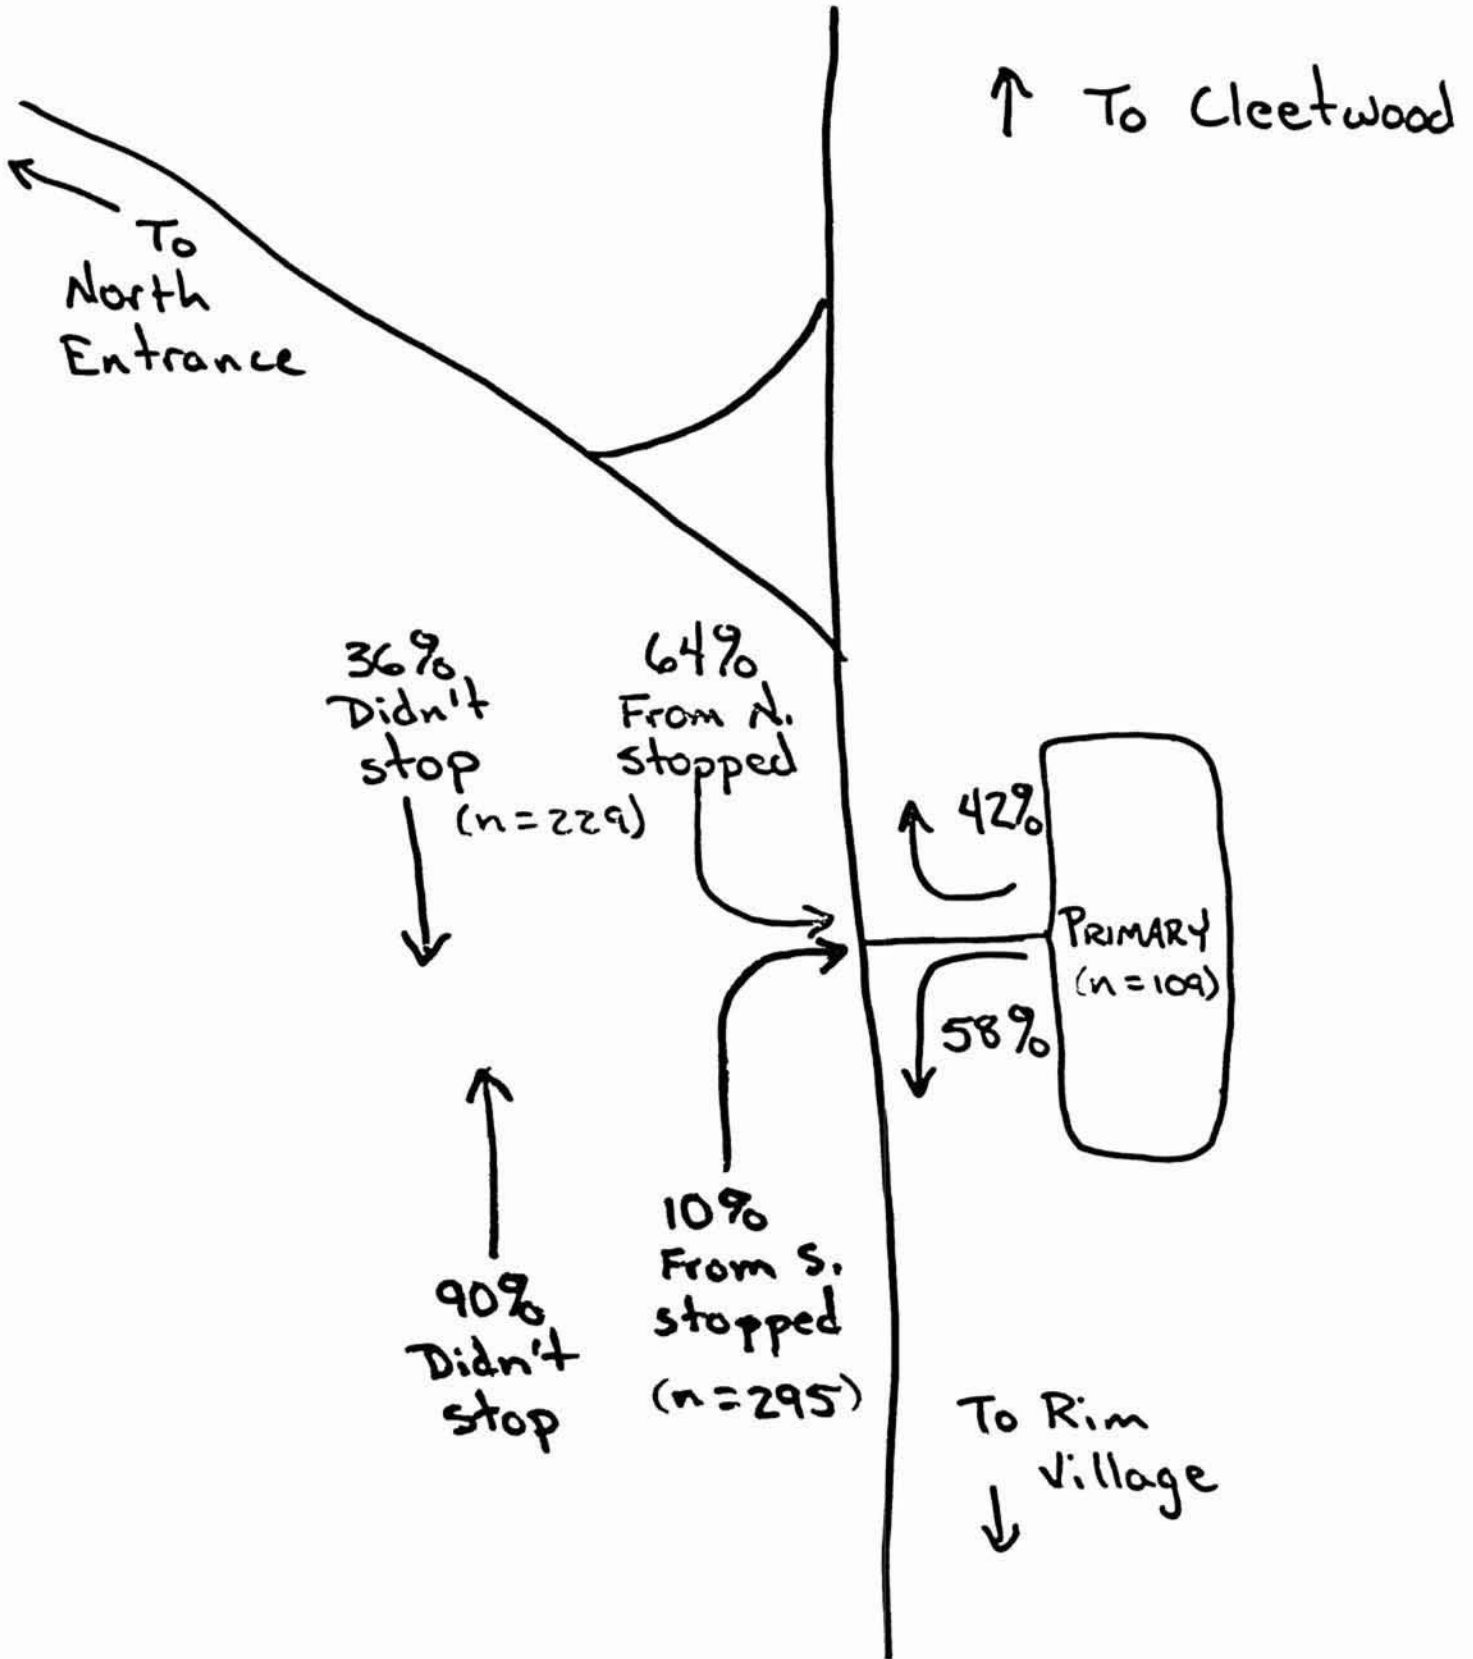 ↑ To Cleetwood
To
North
Entrance
36%
Didn't
stop
(n=229)
64%
From N.
stopped
42%
PRIMARY
(n=109)
58%
10%
From S.
stopped
(n=295)
90%
Didn't
stop
To Rim
Village